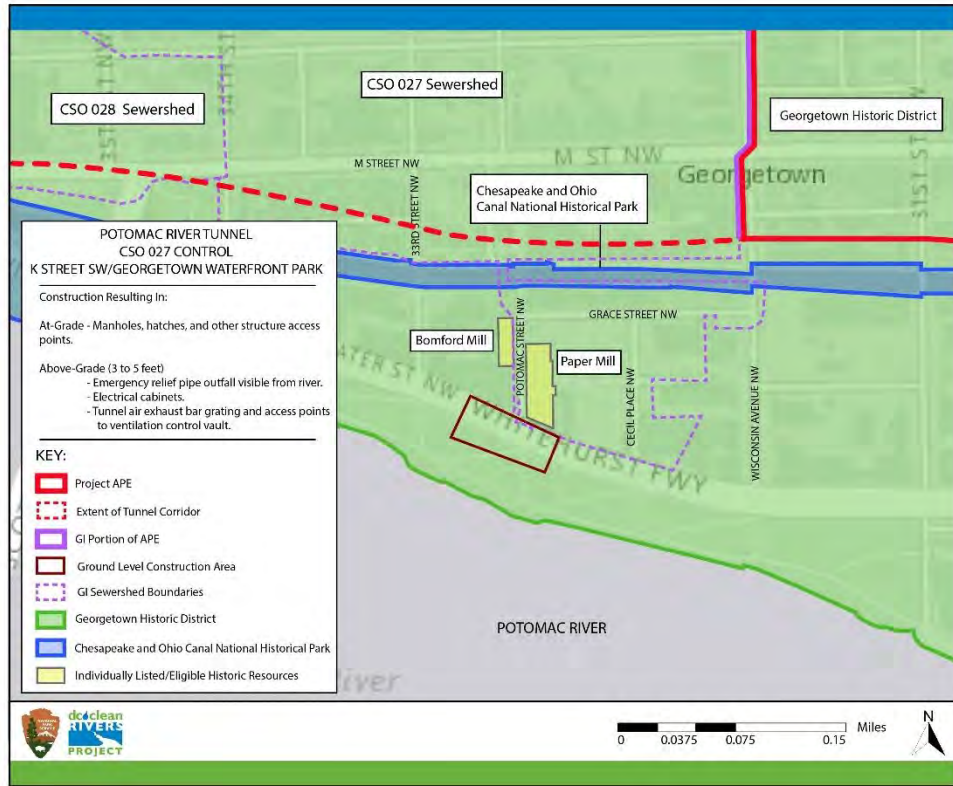 CSO 028 Sewershed
34TH ST
CSO 027 Sewershed
Georgetown Historic District
M STREET NW
M ST NW
Georgetown
31ST ST
33RD STREET NW
Chesapeake and Ohio
Canal National Historical Park
POTOMAC RIVER TUNNEL
CSO 027 CONTROL
K STREET SW/GEORGETOWN WATERFRONT PARK
Construction Resulting In:
At-Grade - Manholes, hatches, and other structure access
points.
Above-Grade (3 to 5 feet)
- Emergency relief pipe outfall visible from river.
- Electrical cabinets.
- Tunnel air exhaust bar grating and access points
to ventilation control vault.
KEY:
Project APE
Extent of Tunnel Corridor
GI Portion of APE
Ground Level Construction Area
GI Sewershed Boundaries
Georgetown Historic District
Chesapeake and Ohio Canal National Historical Park
Individually Listed/Eligible Historic Resources
GRACE STREET NW
Bomford Mill
POTOMAC STREET NW
Paper Mill
CECIL PLACE NW
WISCONSIN AVENUE NW
ATER ST NW
WHITEHURST FWY
POTOMAC RIVER
River
dc clean
RIVERS
PROJECT
0 0.0375 0.075 0.15 Miles
N